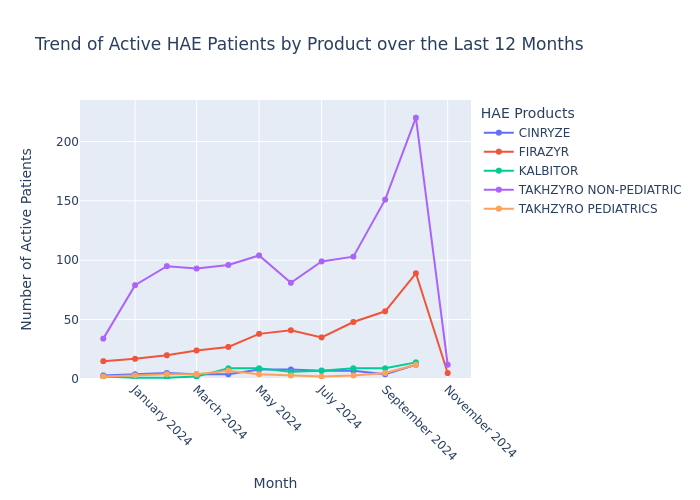 Trend of Active HAE Patients by Product over the Last 12 Months
HAE Products
CINRYZE
FIRAZYR
KALBITOR
TAKHZYRO NON-PEDIATRIC
TAKHZYRO PEDIATRICS
Number of Active Patients
200
150
100
50
0
January 2024
March 2024
May 2024
July 2024
September 2024
November 2024
Month